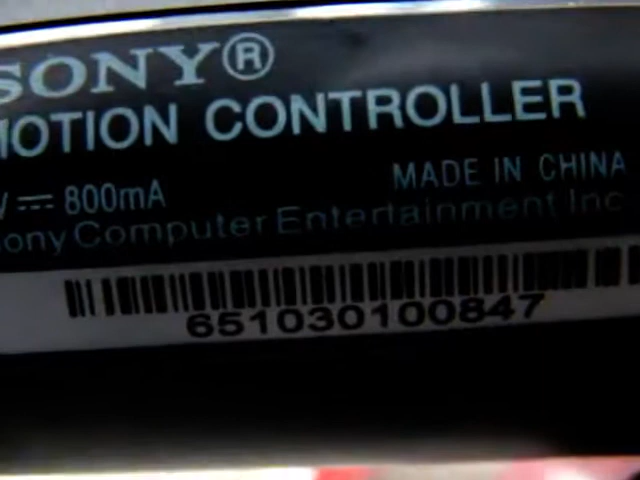 SONY®
MOTION CONTROLLER
V⎓800mA MADE IN CHINA
Sony Computer Entertainment Inc
651030100847